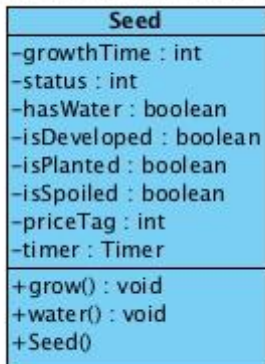 Seed
-growthTime : int
-status : int
-hasWater : boolean
-isDeveloped : boolean
-isPlanted : boolean
-isSpoiled : boolean
-priceTag : int
-timer : Timer
+grow() : void
+water() : void
+Seed()